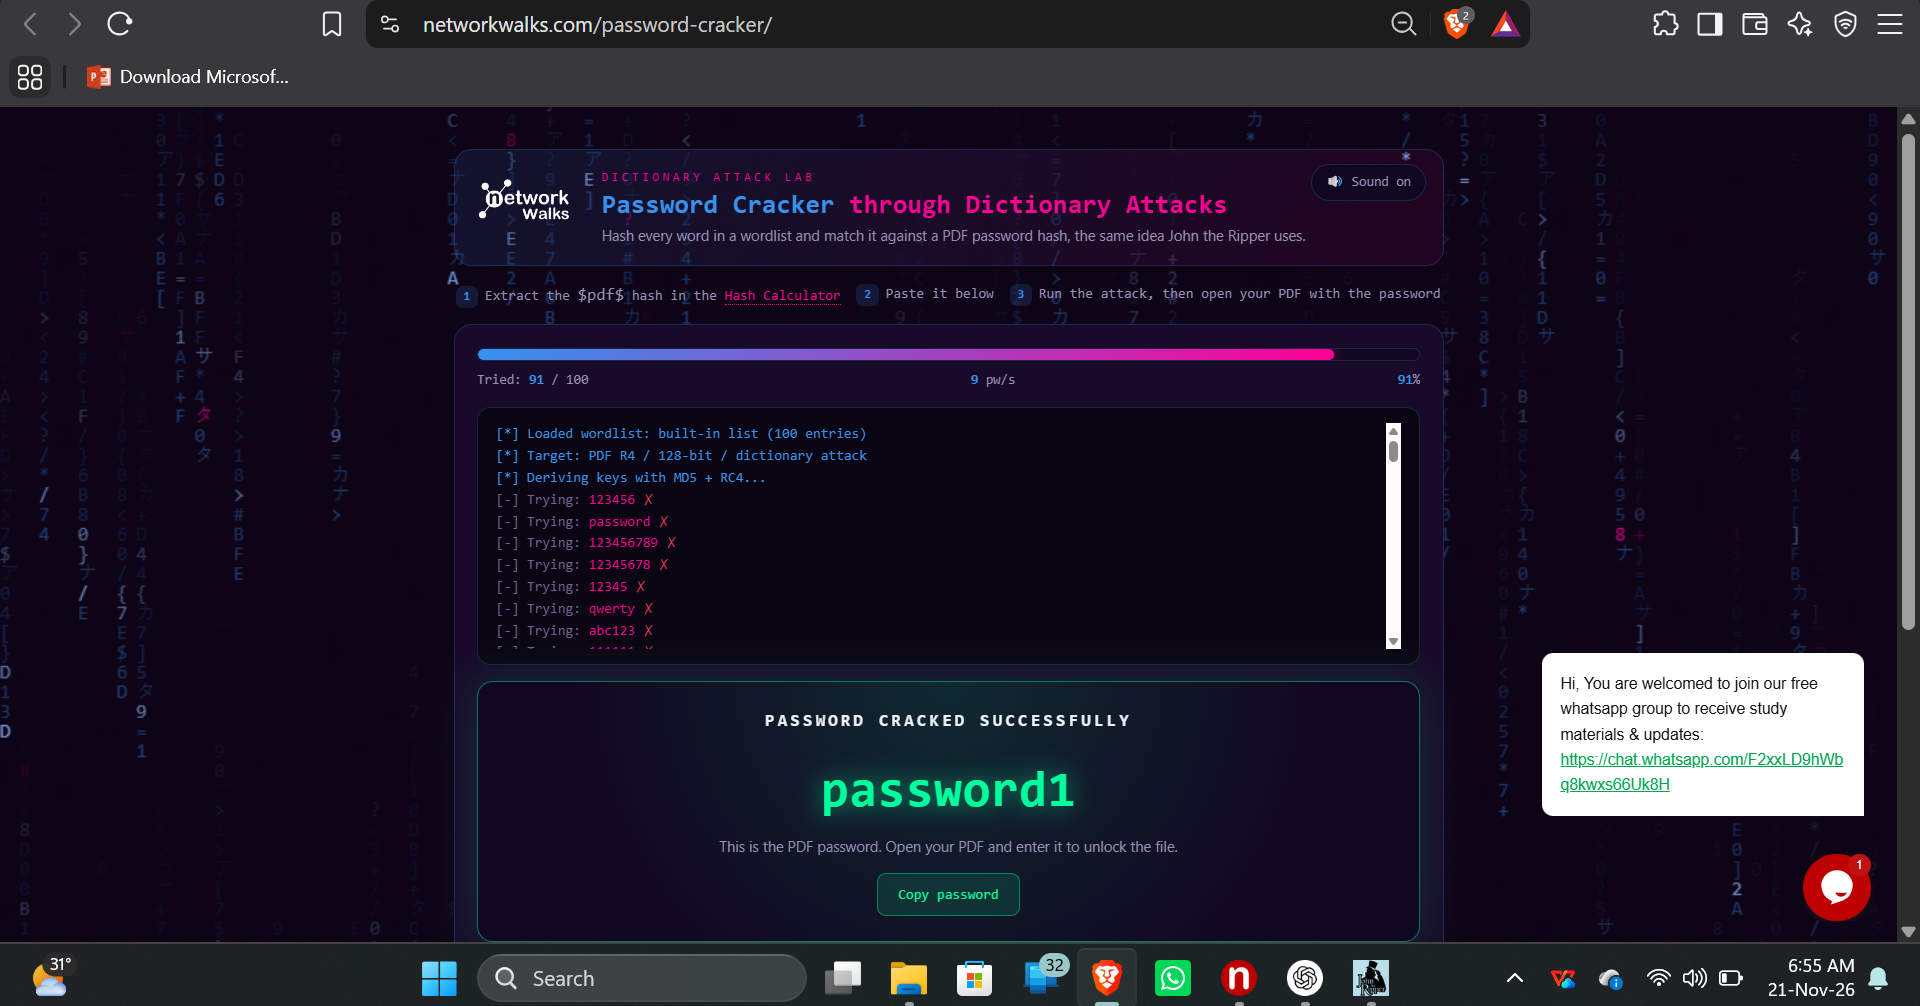 networkwalks.com/password-cracker/
2
Download Microsof...
network
Walks
DICTIONARY ATTACK LAB
Password Cracker through Dictionary Attacks
Hash every word in a wordlist and match it against a PDF password hash, the same idea John the Ripper uses.
Sound on
1 Extract the $pdf$ hash in the Hash Calculator 2 Paste it below 3 Run the attack, then open your PDF with the password
Tried: 91 / 100
9 pw/s
91%
[*] Loaded wordlist: built-in list (100 entries)
[*] Target: PDF R4 / 128-bit / dictionary attack
[*] Deriving keys with MD5 + RC4...
[-] Trying: 123456 ✗
[-] Trying: password ✗
[-] Trying: 123456789 ✗
[-] Trying: 12345678 ✗
[-] Trying: 12345 ✗
[-] Trying: qwerty ✗
[-] Trying: abc123 ✗
PASSWORD CRACKED SUCCESSFULLY
password1
This is the PDF password. Open your PDF and enter it to unlock the file.
Copy password
Hi, You are welcomed to join our free
whatsapp group to receive study
materials & updates:
https://chat.whatsapp.com/F2xxLD9hWb
q8kwxs66Uk8H
1
31°
Search
32
6:55 AM
21-Nov-26